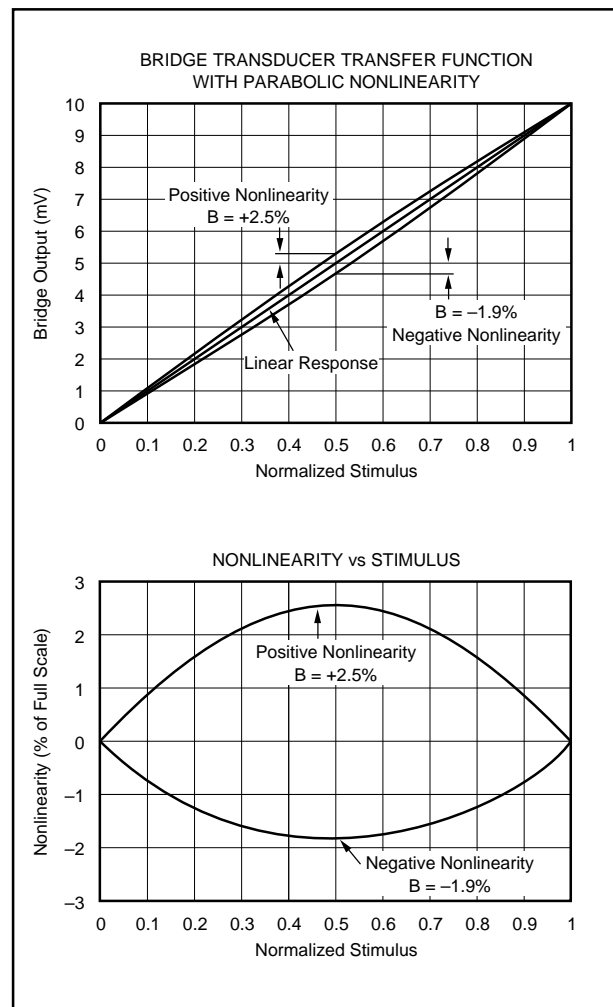 BRIDGE TRANSDUCER TRANSFER FUNCTION
WITH PARABOLIC NONLINEARITY
10
9
8
7
6
5
4
3
2
1
0
Bridge Output (mV)
Positive Nonlinearity
B = +2.5%
B = –1.9%
Negative Nonlinearity
Linear Response
0 0.1 0.2 0.3 0.4 0.5 0.6 0.7 0.8 0.9 1
Normalized Stimulus
NONLINEARITY vs STIMULUS
3
2
1
0
–1
–2
–3
Nonlinearity (% of Full Scale)
Positive Nonlinearity
B = +2.5%
Negative Nonlinearity
B = –1.9%
0 0.1 0.2 0.3 0.4 0.5 0.6 0.7 0.8 0.9 1
Normalized Stimulus